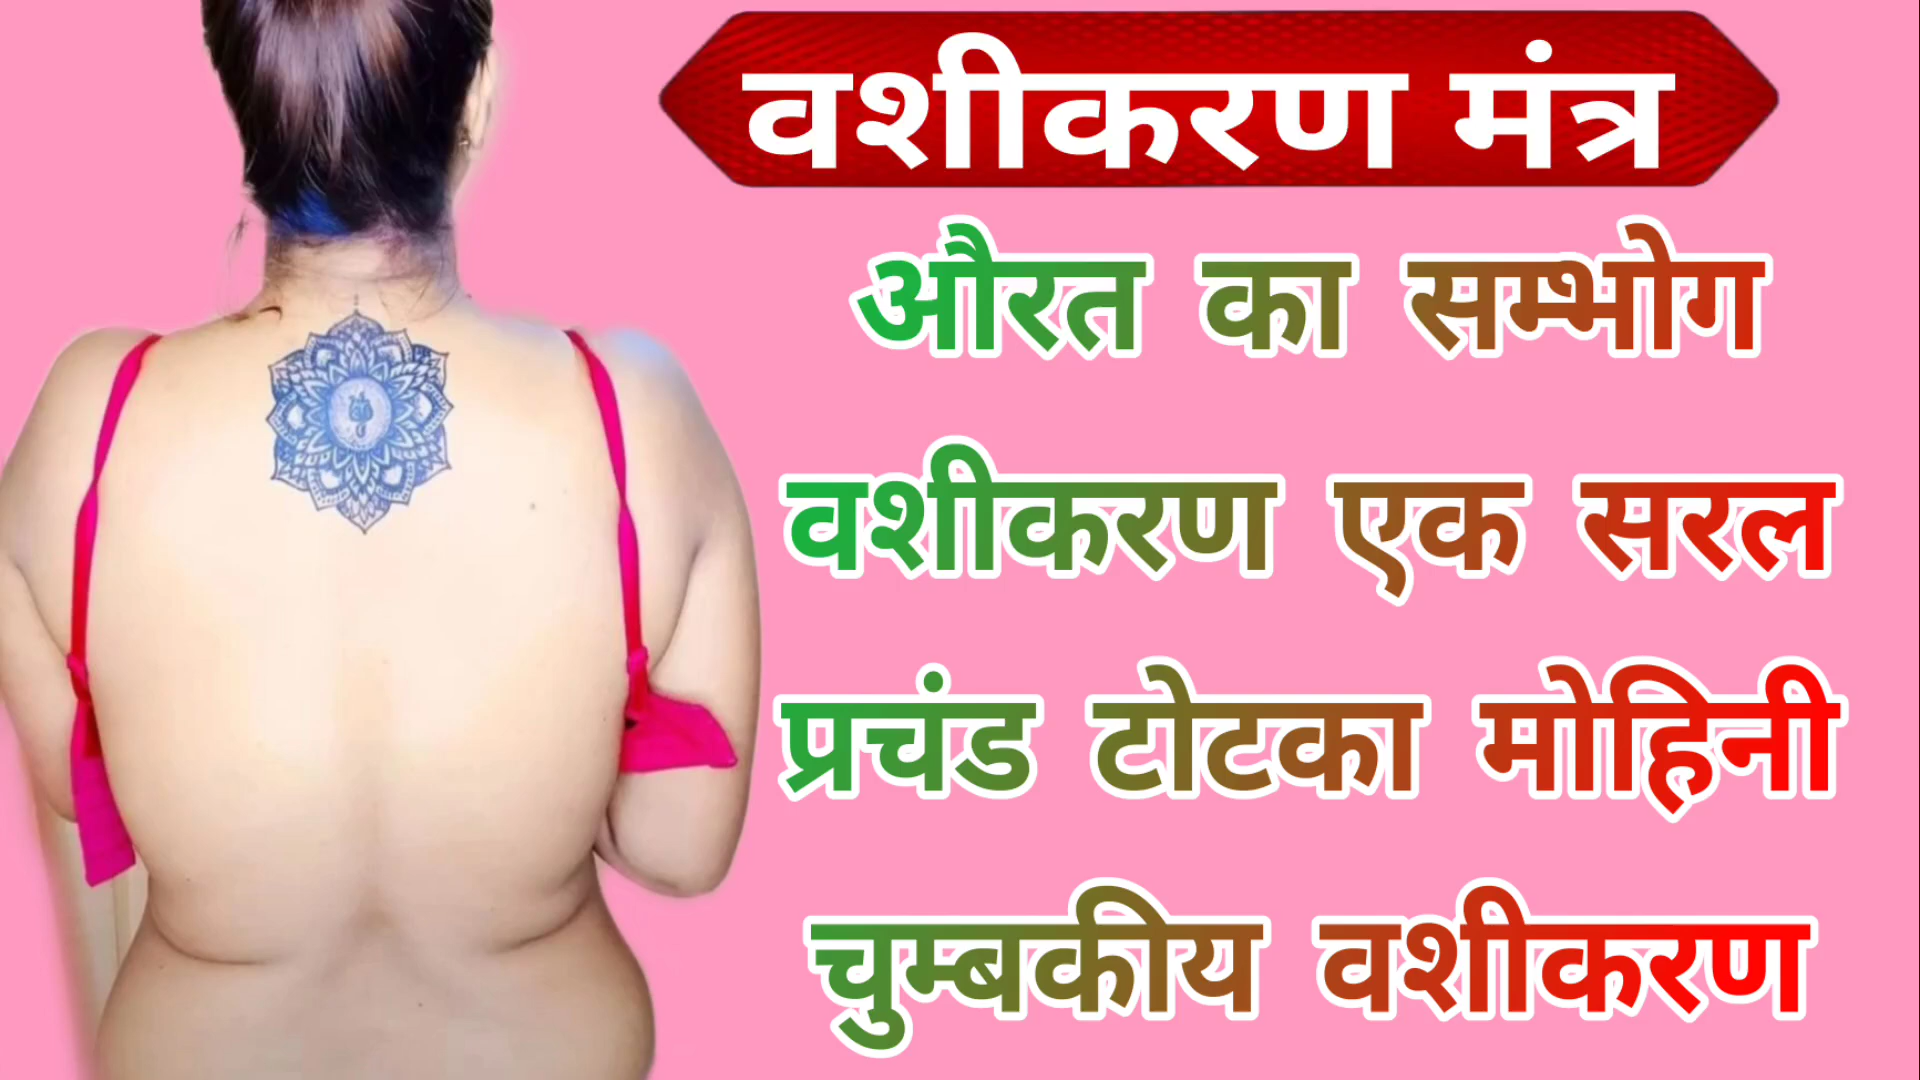 वशीकरण मंत्र
औरत का सम्भोग
वशीकरण एक सरल
प्रचंड टोटका मोहिनी
चुम्बकीय वशीकरण